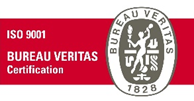 ISO 9001
BUREAU VERITAS
Certification
BUREAU VERITAS
1828